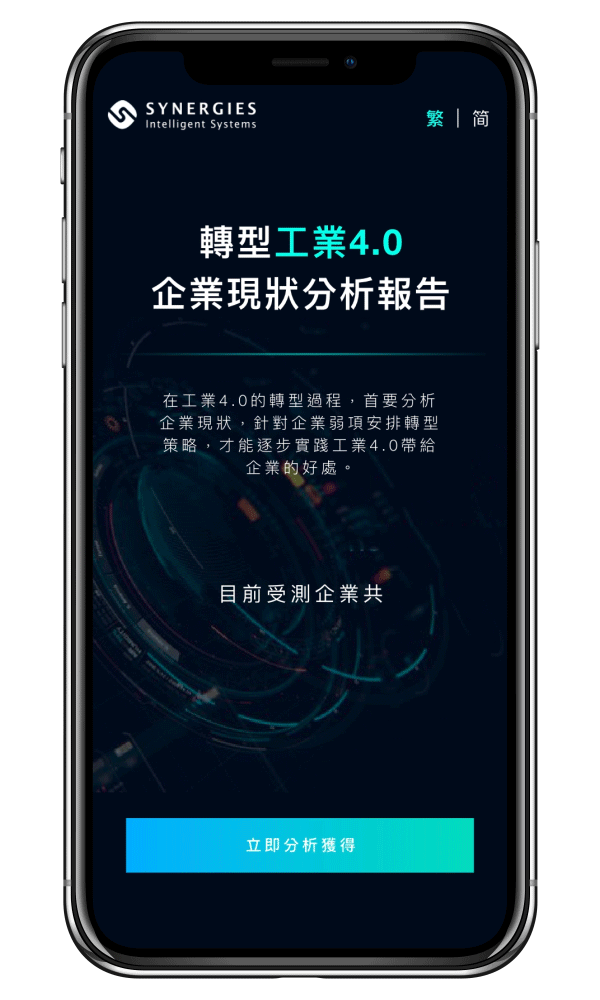 SYNERGIES
Intelligent Systems
繁 | 简
轉型工業4.0
企業現狀分析報告
在工業4.0的轉型過程，首要分析
企業現狀，針對企業弱項安排轉型
策略，才能逐步實踐工業4.0帶給
企業的好處。
目前受測企業共
立即分析獲得